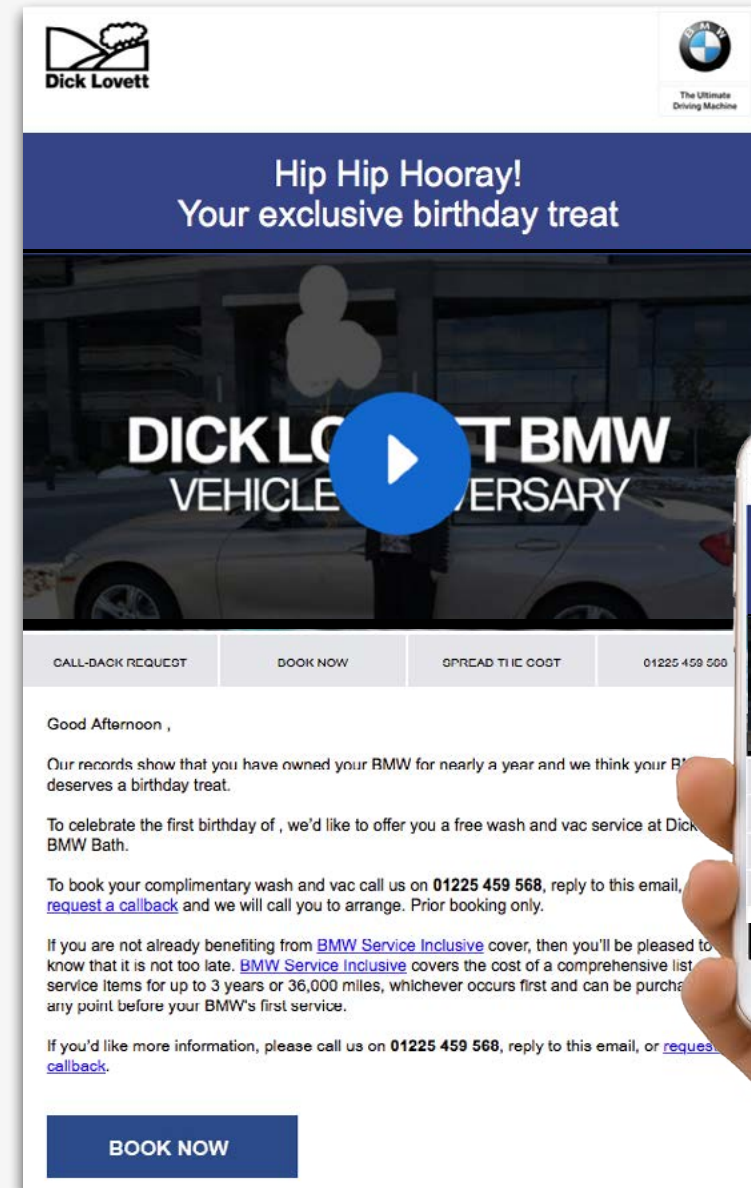 Dick Lovett
BMW
The Ultimate
Driving Machine
Hip Hip Hooray!
Your exclusive birthday treat
DICK LO TT BMW
VEHICLE VERSARY
CALL-BACK REQUEST
BOOK NOW
SPREAD THE COST
01225 459 568
Good Afternoon ,
Our records show that you have owned your BMW for nearly a year and we think your
deserves a birthday treat.
To celebrate the first birthday of , we'd like to offer you a free wash and vac service at Dick
BMW Bath.
To book your complimentary wash and vac call us on 01225 459 568, reply to this email,
request a callback and we will call you to arrange. Prior booking only.
If you are not already benefiting from BMW Service Inclusive cover, then you'll be pleased to
know that it is not too late. BMW Service Inclusive covers the cost of a comprehensive list
service items for up to 3 years or 36,000 miles, whichever occurs first and can be
any point before your BMW's first service.
If you'd like more information, please call us on 01225 459 568, reply to this email, or request
callback.
BOOK NOW